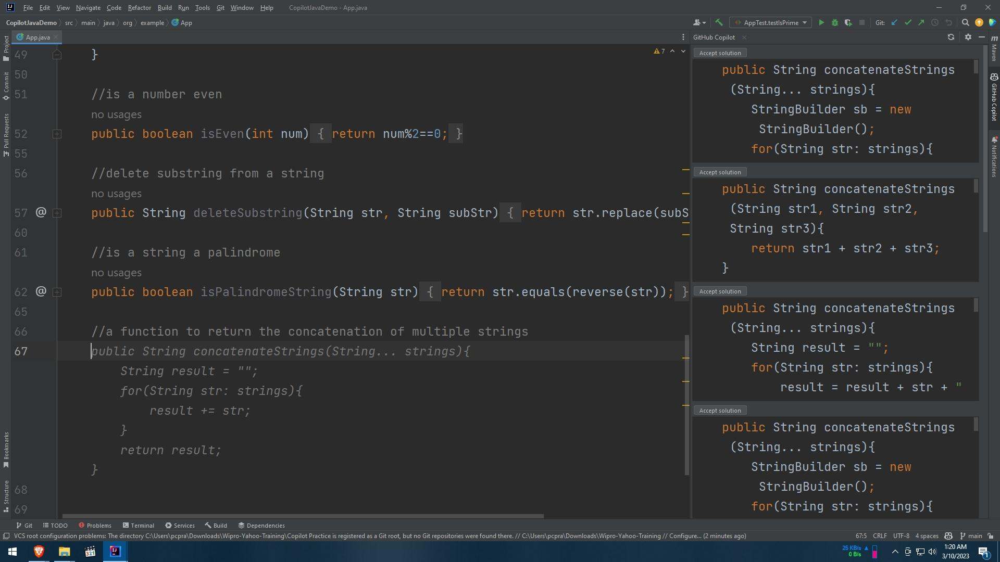 File Edit View Navigate Code Refactor Build Run Tools Git Window Help CopilotJavaDemo - App.java
CopilotJavaDemo src main java org example App AppTest.testIsPrime Git:
App.java
GitHub Copilot
Project
Commit
Pull Requests
Bookmarks
Structure
49 }
7
50
51 //is a number even
no usages
52 public boolean isEven(int num) { return num%2==0; }
55
56 //delete substring from a string
no usages
57 @ public String deleteSubstring(String str, String subStr) { return str.replace(subS
60
61 //is a string a palindrome
no usages
62 @ public boolean isPalindromeString(String str) { return str.equals(reverse(str)); }
65
66 //a function to return the concatenation of multiple strings
67 public String concatenateStrings(String... strings){
String result = "";
for(String str: strings){
result += str;
}
return result;
}
68
69
Accept solution
public String concatenateStrings
(String... strings){
StringBuilder sb = new
StringBuilder();
for(String str: strings){
Accept solution
public String concatenateStrings
(String str1, String str2,
String str3){
return str1 + str2 + str3;
}
Accept solution
public String concatenateStrings
(String... strings){
String result = "";
for(String str: strings){
result = result + str + "
Accept solution
public String concatenateStrings
(String... strings){
StringBuilder sb = new
StringBuilder();
for(String str: strings){
m
Maven
GitHub Copilot
Notifications
Git TODO Problems Terminal Services Build Dependencies
VCS root configuration problems: The directory C:\Users\pcpra\Downloads\Wipro-Yahoo-Training\Copilot Practice is registered as a Git root, but no Git repositories were found there. // C:\Users\pcpra\Downloads\Wipro-Yahoo-Training // Configure... (2 minutes ago) 67:5 CRLF UTF-8 4 spaces main
321
25 KB/s
0 B/s
1:20 AM
3/10/2023
1